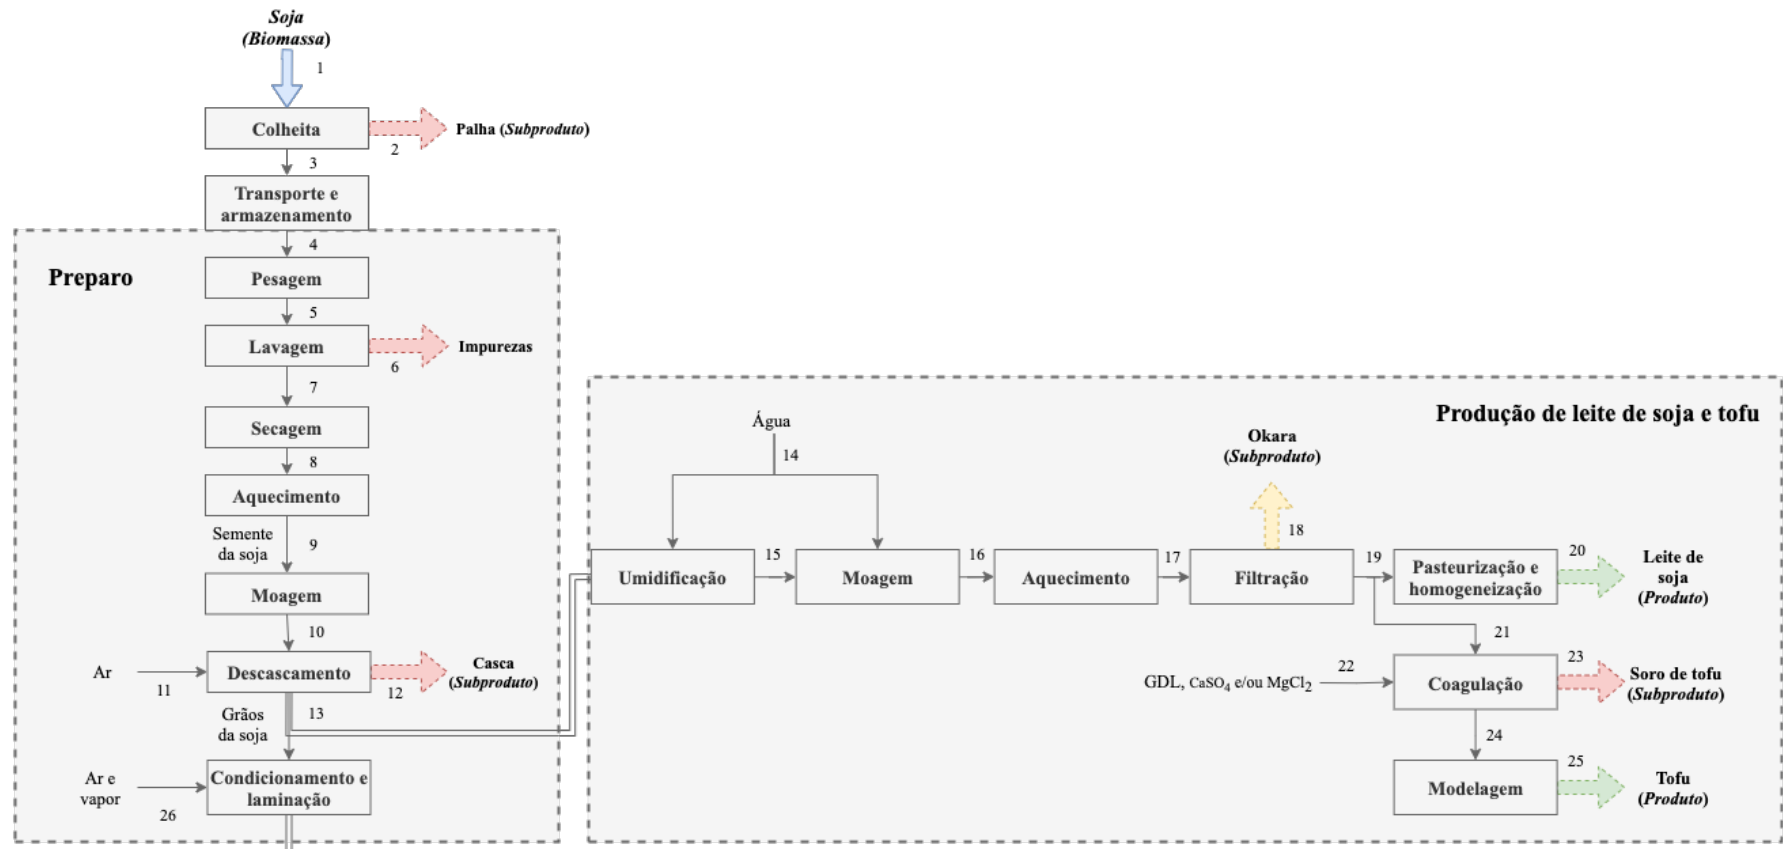 Soja
(Biomassa)
1
Colheita
2
Palha (Subproduto)
3
Transporte e
armazenamento
4
Preparo
Pesagem
5
Lavagem
6
Impurezas
7
Secagem
8
Aquecimento
Semente
da soja
9
Moagem
10
Ar
11
Descascamento
12
Casca
(Subproduto)
13
Grãos
da soja
Ar e
vapor
26
Condicionamento e
laminação
Produção de leite de soja e tofu
Água
14
Okara
(Subproduto)
18
Umidificação
15
Moagem
16
Aquecimento
17
Filtração
19
Pasteurização e
homogeneização
20
Leite de
soja
(Produto)
21
GDL, CaSO4 e/ou MgCl2
22
Coagulação
23
Soro de tofu
(Subproduto)
24
Modelagem
25
Tofu
(Produto)